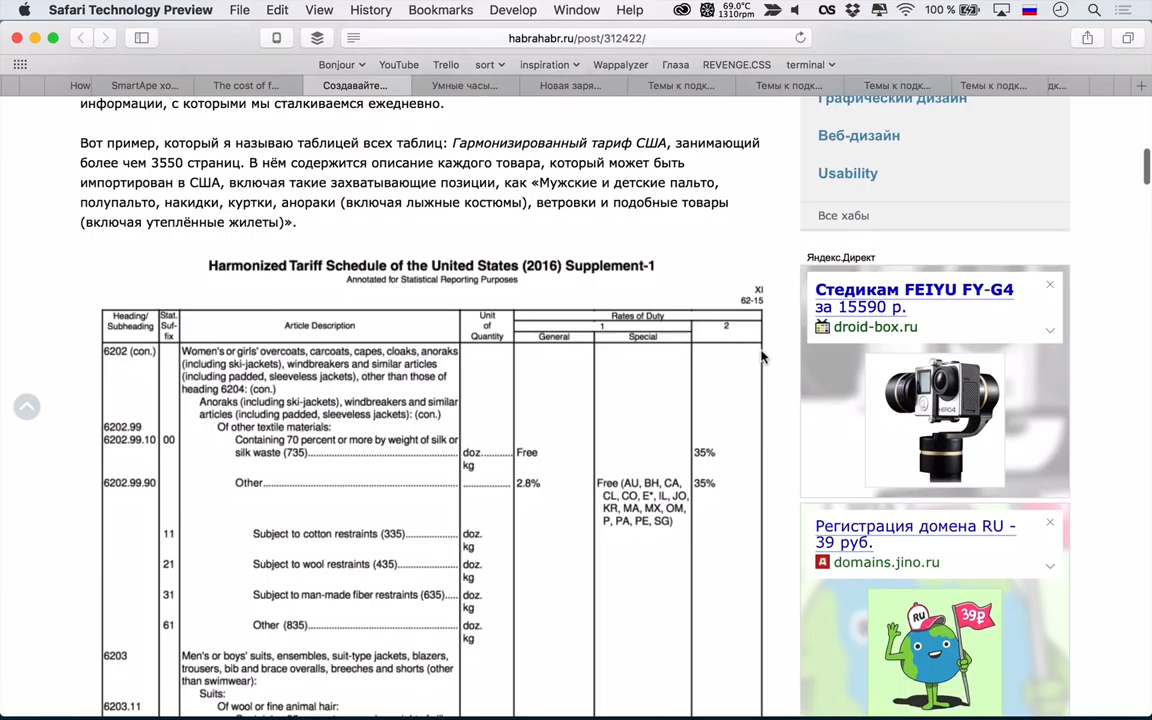 Safari Technology Preview File Edit View History Bookmarks Develop Window Help 69.0°C 1310rpm 100 %
habrahabr.ru/post/312422/
Bonjour YouTube Trello sort inspiration Wappalyzer Глаза REVENGE.CSS terminal
How SmartApe хо... The cost of f... Создавайте... Умные часы... Новая заря... Темы к подк... Темы к подк... Темы к подк... Темы к подк... дк...
информации, с которыми мы сталкиваемся ежедневно.
Вот пример, который я называю таблицей всех таблиц: Гармонизированный тариф США, занимающий
более чем 3550 страниц. В нём содержится описание каждого товара, который может быть
импортирован в США, включая такие захватывающие позиции, как «Мужские и детские пальто,
полупальто, накидки, куртки, анораки (включая лыжные костюмы), ветровки и подобные товары
(включая утеплённые жилеты)».
Harmonized Tariff Schedule of the United States (2016) Supplement-1
Annotated for Statistical Reporting Purposes
XI
62-15
Heading/ Subheading Stat. Suf- fix Article Description Unit of Quantity Rates of Duty
1 2
General Special
6202 (con.) Women's or girls' overcoats, carcoats, capes, cloaks, anoraks
(including ski-jackets), windbreakers and similar articles
(including padded, sleeveless jackets), other than those of
heading 6204: (con.)
Anoraks (including ski-jackets), windbreakers and similar
articles (including padded, sleeveless jackets): (con.)
6202.99 Of other textile materials:
6202.99.10 00 Containing 70 percent or more by weight of silk or
silk waste (735)..................... doz.......... Free 35%
kg
6202.99.90 Other..................... .......... 2.8% Free (AU, BH, CA, 35%
CL, CO, E*, IL, JO,
KR, MA, MX, OM,
P, PA, PE, SG)
11 Subject to cotton restraints (335)............. doz.
kg
21 Subject to wool restraints (435)............. doz.
kg
31 Subject to man-made fiber restraints (635)..... doz.
kg
61 Other (835)..................... doz.
kg
6203 Men's or boys' suits, ensembles, suit-type jackets, blazers,
trousers, bib and brace overalls, breeches and shorts (other
than swimwear):
Suits:
6203.11 Of wool or fine animal hair:
Графический дизайн
Веб-дизайн
Usability
Все хабы
Яндекс.Директ
Стедикам FEIYU FY-G4
за 15590 р.
droid-box.ru
HERO4
Регистрация домена RU -
39 руб.
domains.jino.ru
RU
39₽